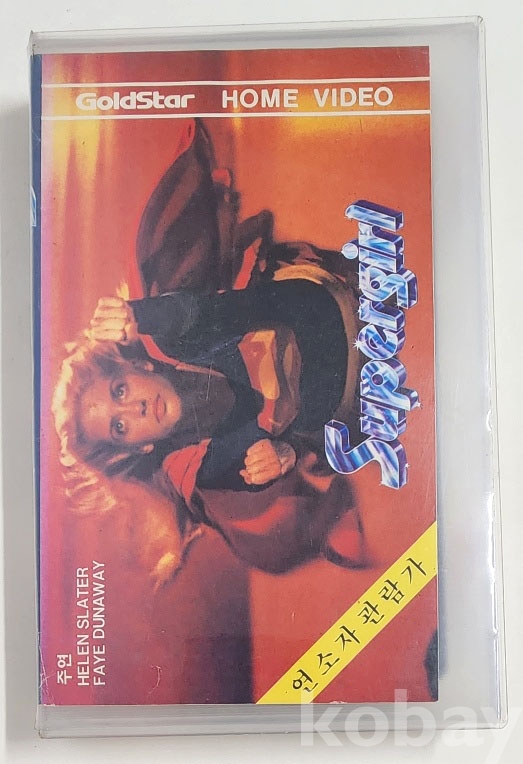 GoldStar HOME VIDEO
Supergirl
주연
HELEN SLATER
FAYE DUNAWAY
연소자 관람가
kobay